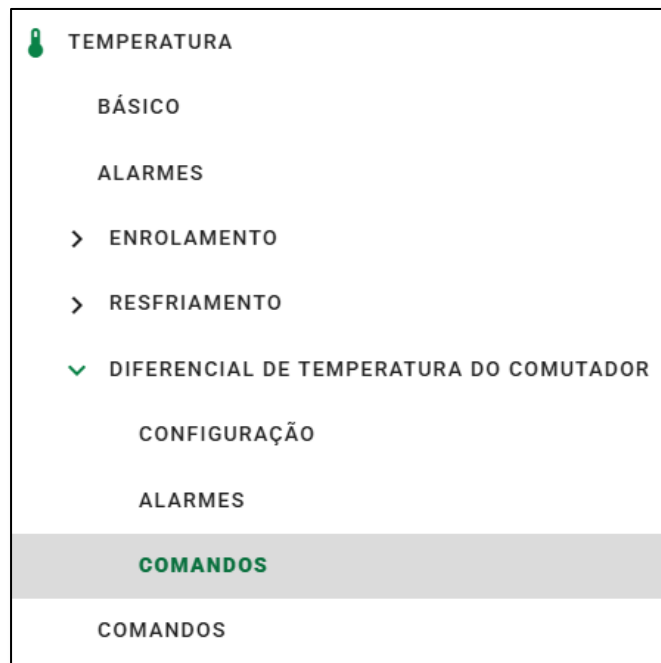 TEMPERATURA
BÁSICO
ALARMES
ENROLAMENTO
RESFRIAMENTO
DIFERENCIAL DE TEMPERATURA DO COMUTADOR
CONFIGURAÇÃO
ALARMES
COMANDOS
COMANDOS